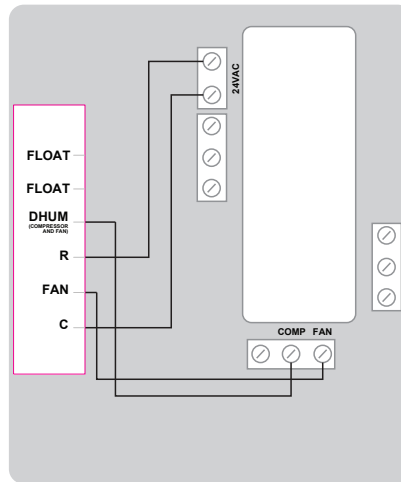 24VAC
FLOAT
FLOAT
DHUM
(COMPRESSOR
AND FAN)
R
FAN
C
COMP FAN